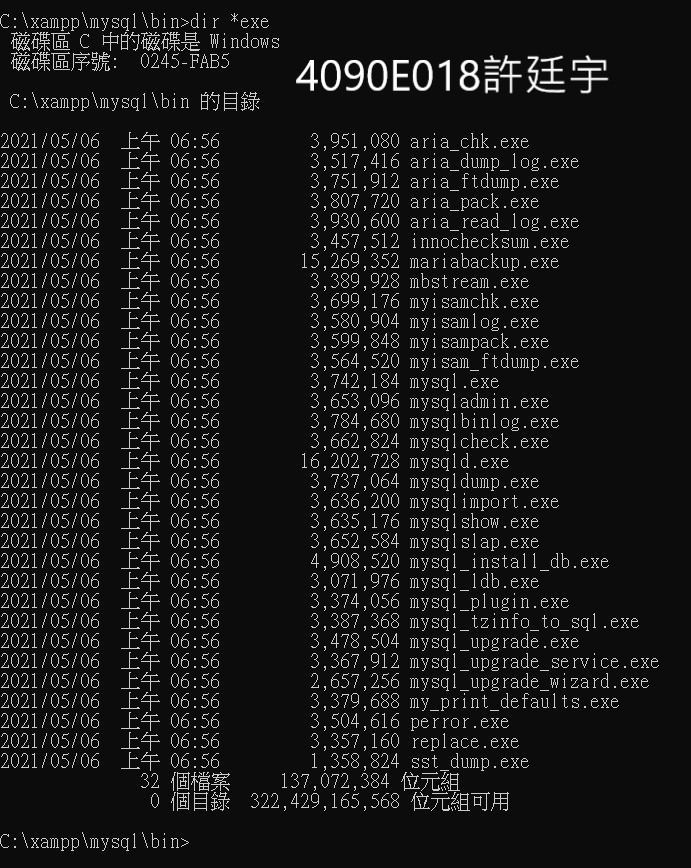 C:\xampp\mysql\bin>dir *exe
 磁碟區 C 中的磁碟是 Windows
 磁碟區序號:  0245-FAB5
4090E018許廷宇
 C:\xampp\mysql\bin 的目錄
2021/05/06  上午 06:56         3,951,080 aria_chk.exe
2021/05/06  上午 06:56         3,517,416 aria_dump_log.exe
2021/05/06  上午 06:56         3,751,912 aria_ftdump.exe
2021/05/06  上午 06:56         3,807,720 aria_pack.exe
2021/05/06  上午 06:56         3,930,600 aria_read_log.exe
2021/05/06  上午 06:56         3,457,512 innochecksum.exe
2021/05/06  上午 06:56        15,269,352 mariabackup.exe
2021/05/06  上午 06:56         3,389,928 mbstream.exe
2021/05/06  上午 06:56         3,699,176 myisamchk.exe
2021/05/06  上午 06:56         3,580,904 myisamlog.exe
2021/05/06  上午 06:56         3,599,848 myisampack.exe
2021/05/06  上午 06:56         3,564,520 myisam_ftdump.exe
2021/05/06  上午 06:56         3,742,184 mysql.exe
2021/05/06  上午 06:56         3,653,096 mysqladmin.exe
2021/05/06  上午 06:56         3,784,680 mysqlbinlog.exe
2021/05/06  上午 06:56         3,662,824 mysqlcheck.exe
2021/05/06  上午 06:56        16,202,728 mysqld.exe
2021/05/06  上午 06:56         3,737,064 mysqldump.exe
2021/05/06  上午 06:56         3,636,200 mysqlimport.exe
2021/05/06  上午 06:56         3,635,176 mysqlshow.exe
2021/05/06  上午 06:56         3,652,584 mysqlslap.exe
2021/05/06  上午 06:56         4,908,520 mysql_install_db.exe
2021/05/06  上午 06:56         3,071,976 mysql_ldb.exe
2021/05/06  上午 06:56         3,374,056 mysql_plugin.exe
2021/05/06  上午 06:56         3,387,368 mysql_tzinfo_to_sql.exe
2021/05/06  上午 06:56         3,478,504 mysql_upgrade.exe
2021/05/06  上午 06:56         3,367,912 mysql_upgrade_service.exe
2021/05/06  上午 06:56         2,657,256 mysql_upgrade_wizard.exe
2021/05/06  上午 06:56         3,379,688 my_print_defaults.exe
2021/05/06  上午 06:56         3,504,616 perror.exe
2021/05/06  上午 06:56         3,357,160 replace.exe
2021/05/06  上午 06:56         1,358,824 sst_dump.exe
              32 個檔案     137,072,384 位元組
               0 個目錄  322,429,165,568 位元組可用
C:\xampp\mysql\bin>